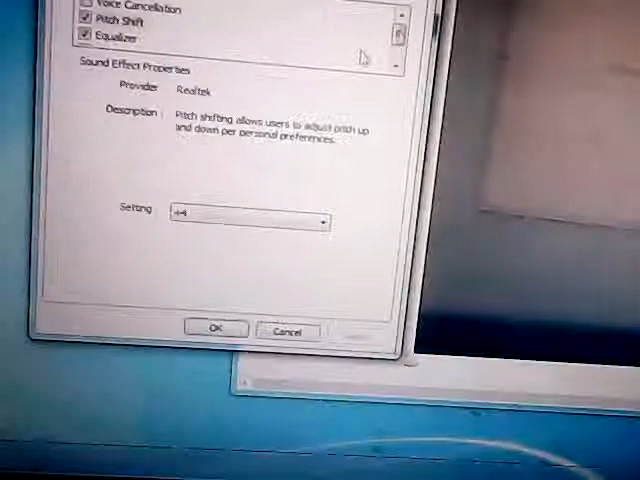 Voice Cancellation
Pitch Shift
Equalizer
Sound Effect Properties
Provider Realtek
Description : Pitch shifting allows users to adjust pitch up
and down per personal preferences.
Setting +4
OK Cancel